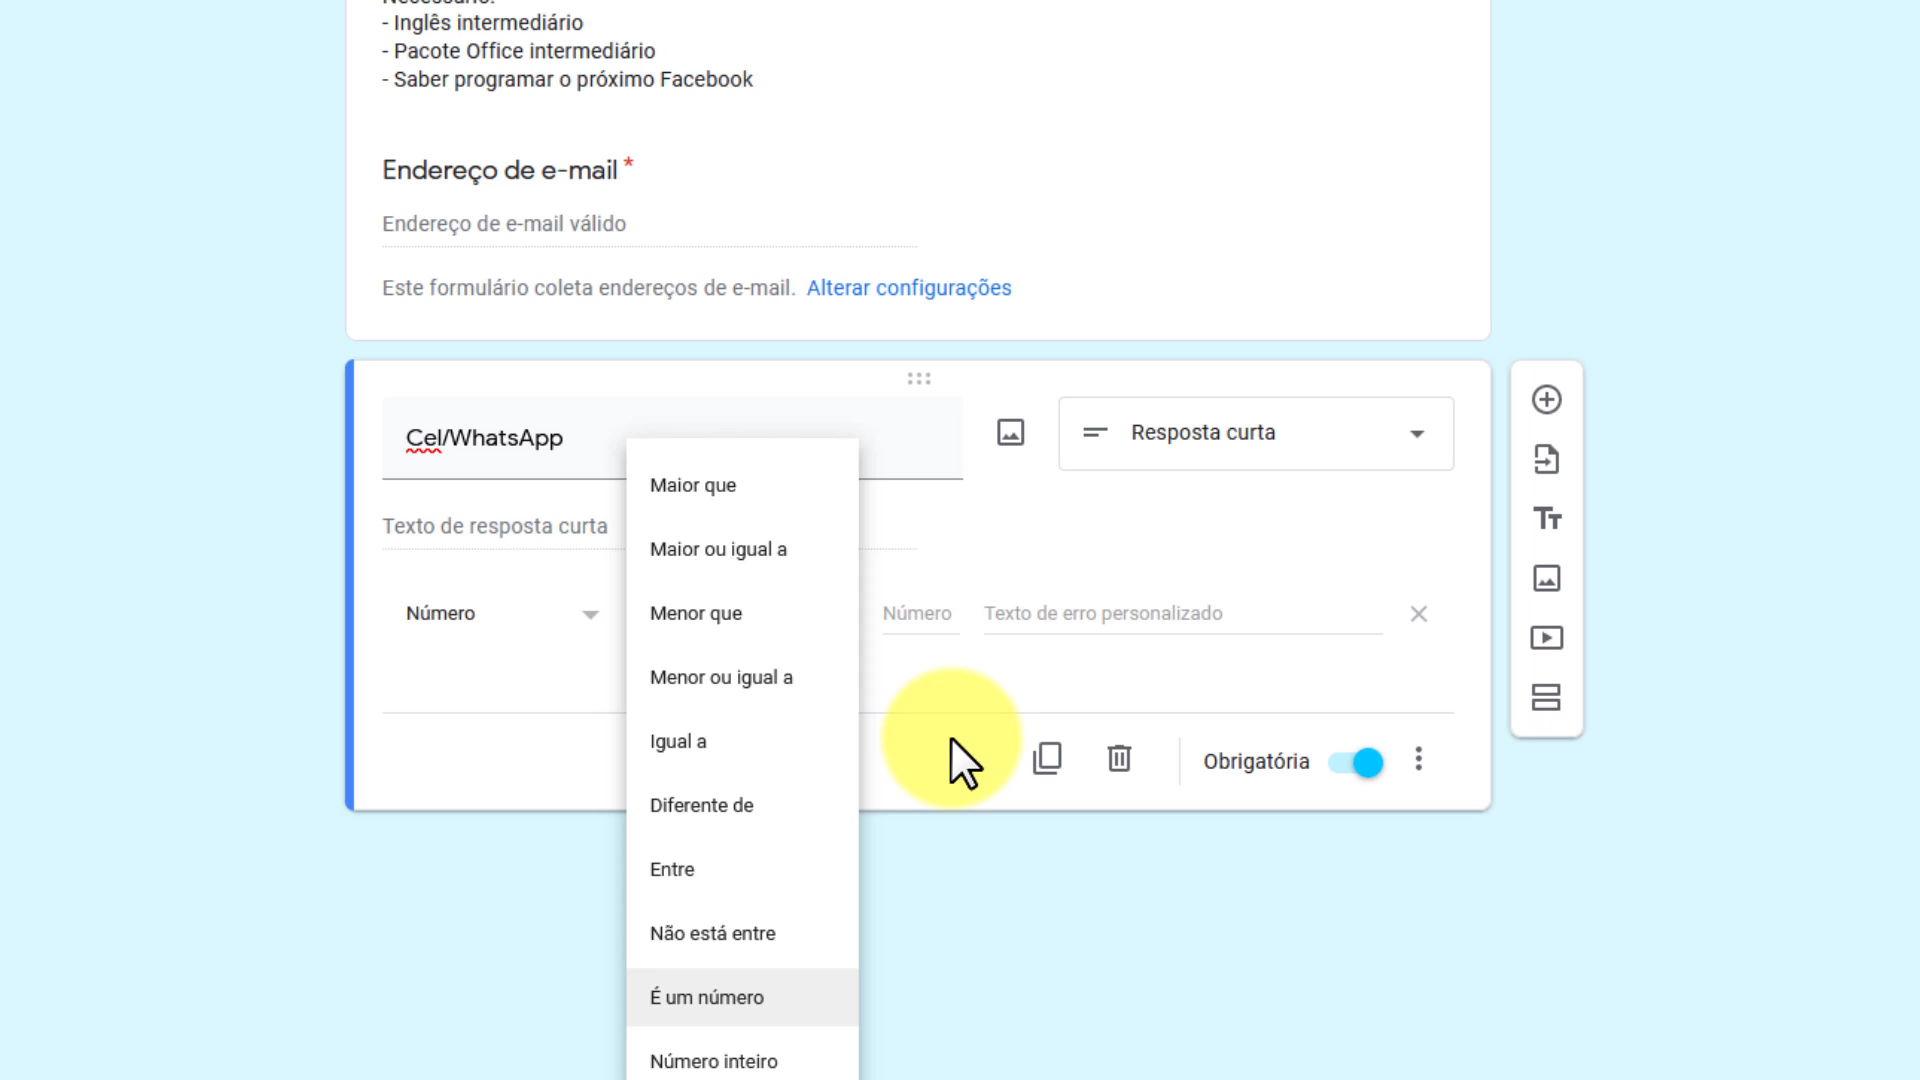 Necessário:
- Inglês intermediário
- Pacote Office intermediário
- Saber programar o próximo Facebook
Endereço de e-mail *
Endereço de e-mail válido
Este formulário coleta endereços de e-mail. Alterar configurações
Cel/WhatsApp
Resposta curta
Texto de resposta curta
Número
Número
Texto de erro personalizado
Maior que
Maior ou igual a
Menor que
Menor ou igual a
Igual a
Diferente de
Entre
Não está entre
É um número
Número inteiro
Obrigatória
Tт